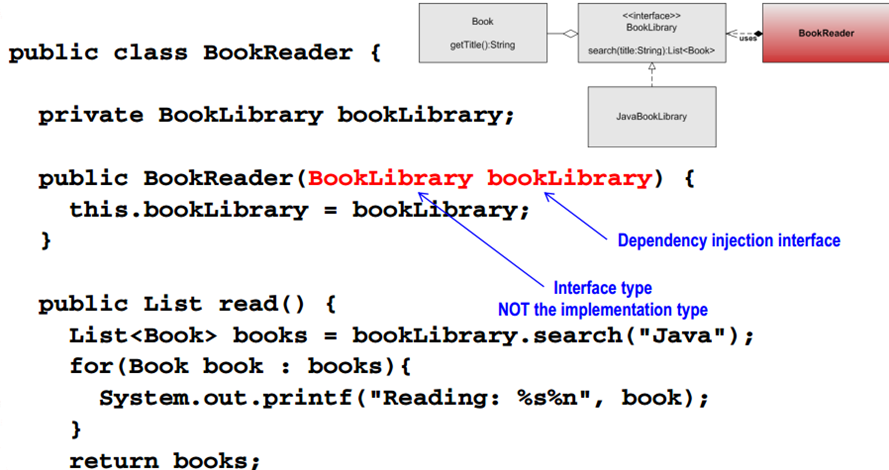 Book
getTitle():String
<<interface>>
BookLibrary
search(title:String):List<Book>
uses
BookReader
JavaBookLibrary
public class BookReader {
private BookLibrary bookLibrary;
public BookReader(BookLibrary bookLibrary) {
this.bookLibrary = bookLibrary;
}
Dependency injection interface
Interface type
NOT the implementation type
public List read() {
List<Book> books = bookLibrary.search("Java");
for(Book book : books){
System.out.printf("Reading: %s%n", book);
}
return books;